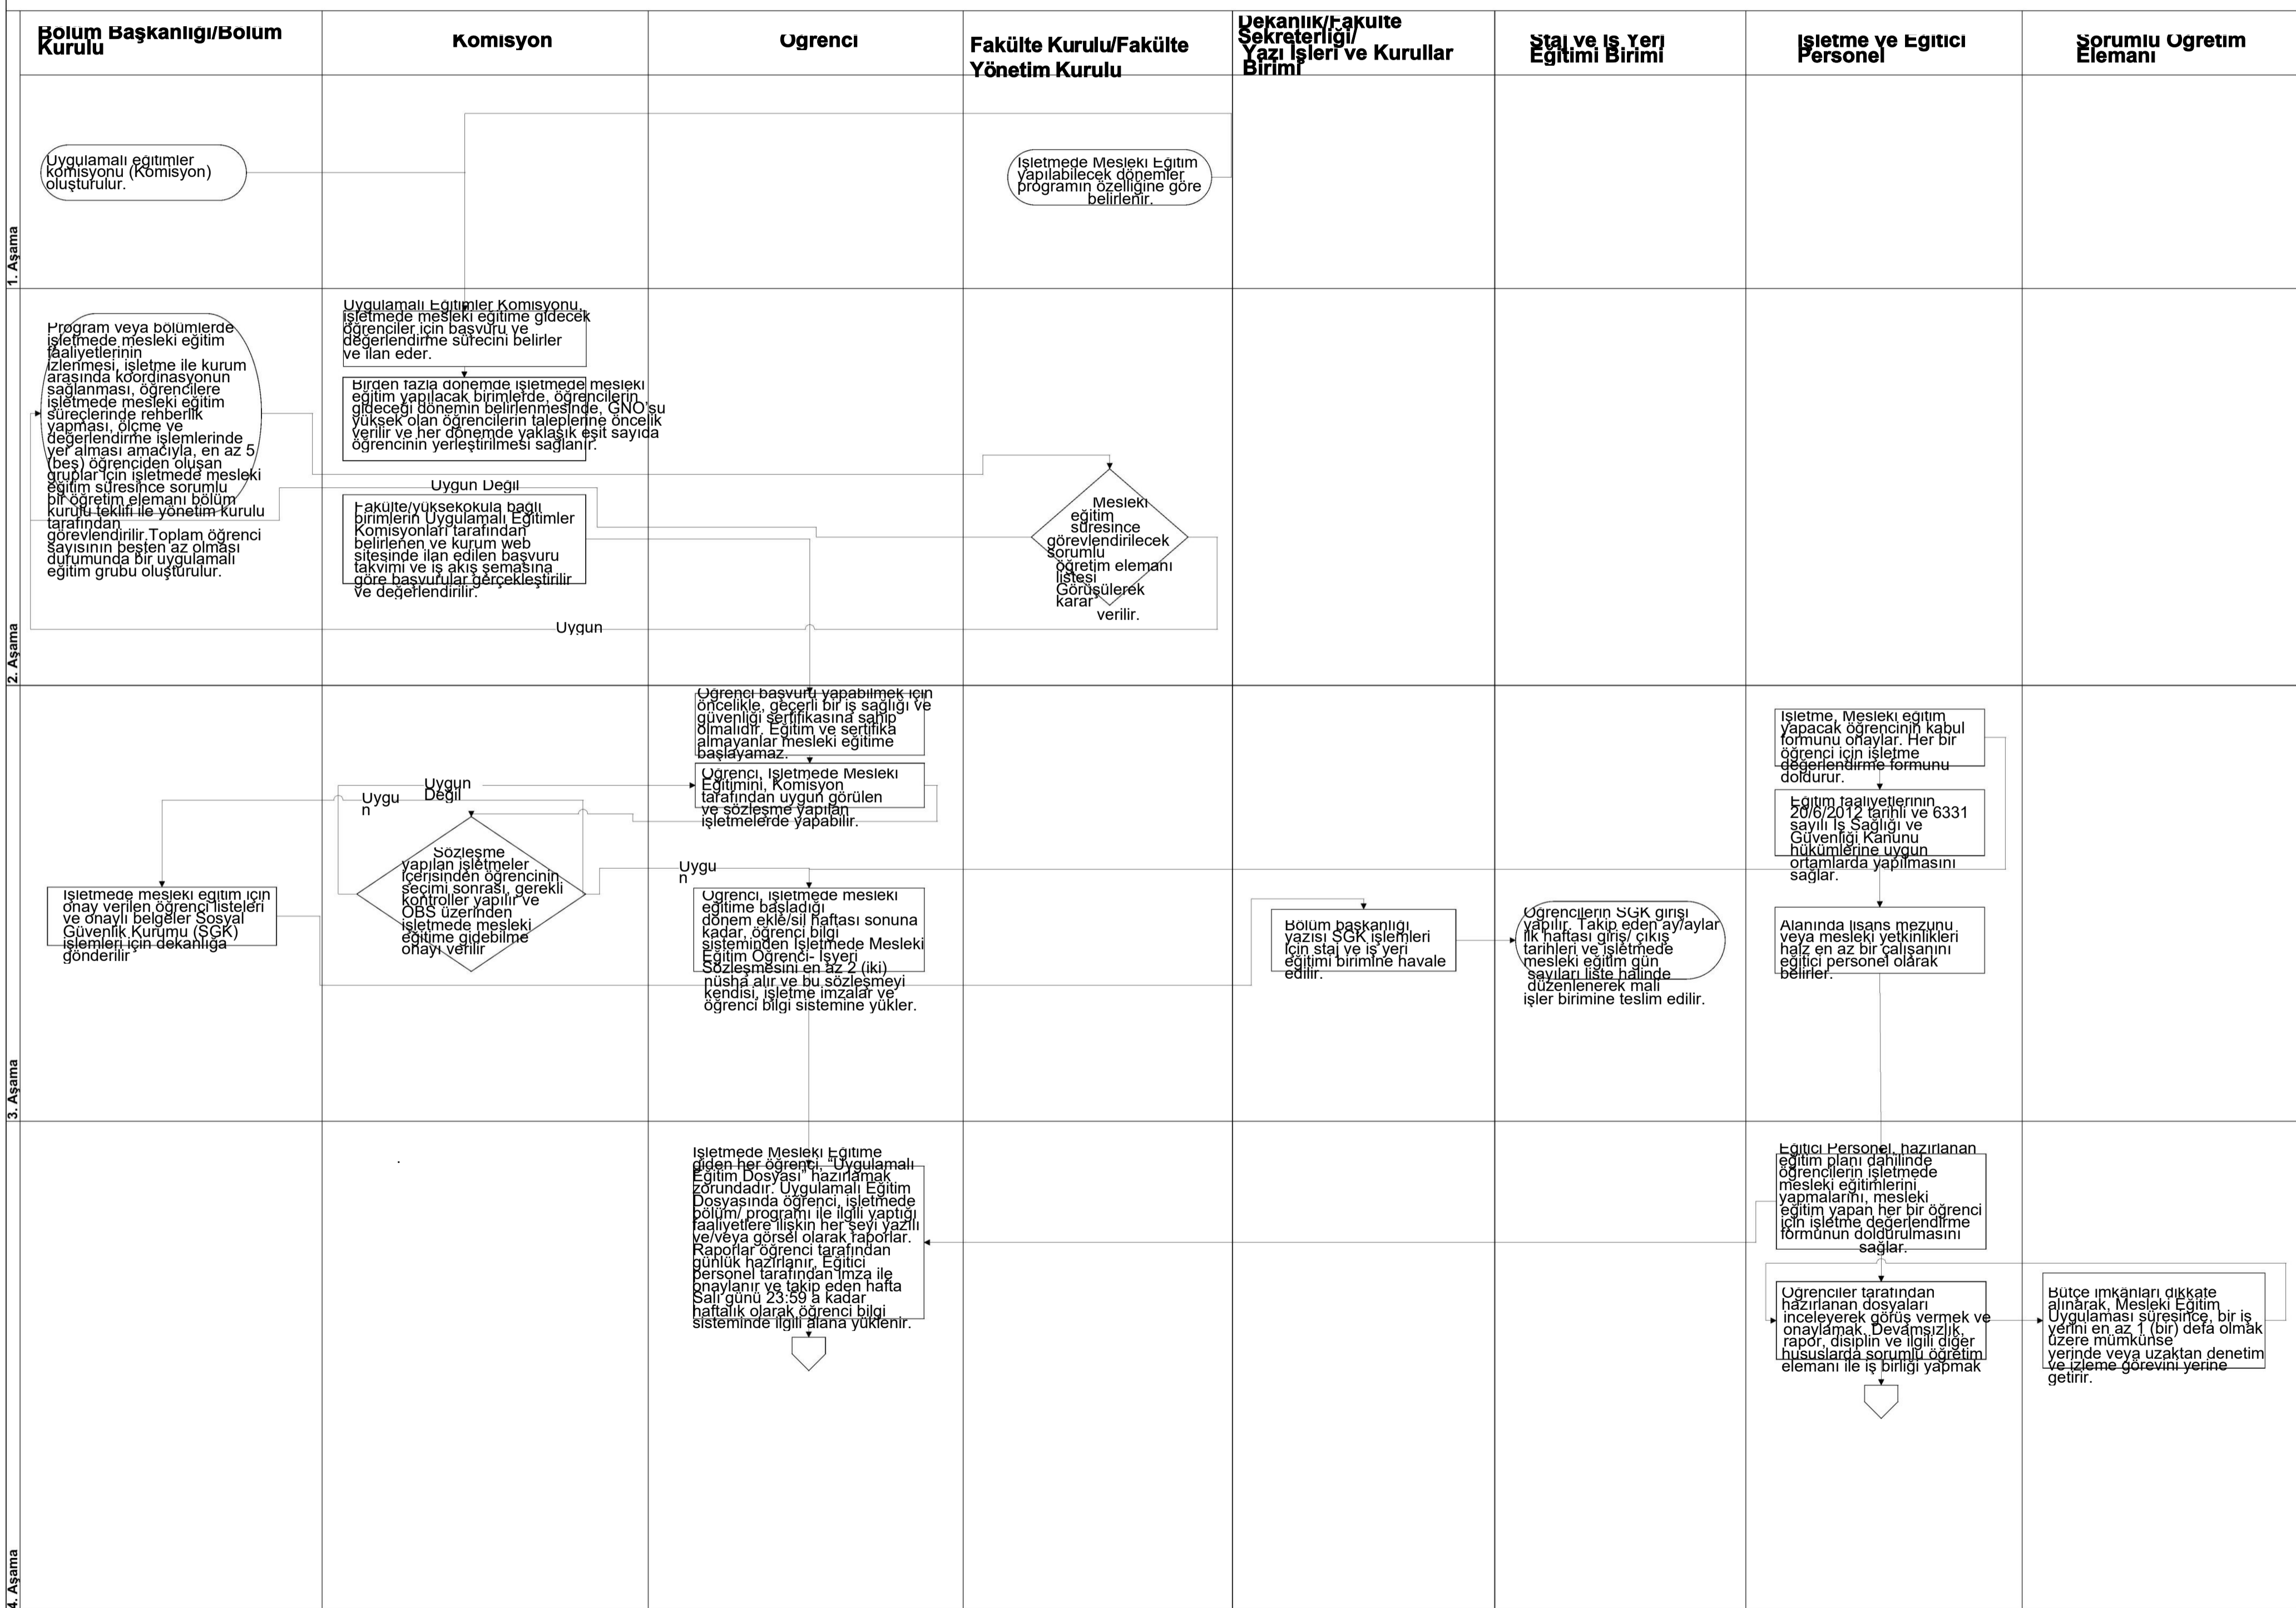 Bölüm Başkanlığı/Bölüm
Kurulu
Komisyon
Öğrenci
Fakülte Kurulu/Fakülte
Yönetim Kurulu
Dekanlık/Fakülte
Sekreterliği/
Yazı İşleri ve Kurullar
Birimi
Staj ve İş Yeri
Eğitimi Birimi
İşletme ve Eğitici
Personel
Sorumlu Öğretim
Elemanı
1. Aşama
Uygulamalı eğitimler
komisyonu (Komisyon)
oluşturulur.
İşletmede Mesleki Eğitim
yapılabilecek dönemler
programın özelliğine göre
belirlenir.
2. Aşama
Program veya bölümlerde
işletmede mesleki eğitim
faaliyetlerinin
izlenmesi, işletme ile kurum
arasında koordinasyonun
sağlanması, öğrencilere
işletmede mesleki eğitim
süreçlerinde rehberlik
yapması, ölçme ve
değerlendirme işlemlerinde
yer alması amacıyla, en az 5
(beş) öğrenciden oluşan
gruplar için işletmede mesleki
eğitim süresince sorumlu
bir öğretim elemanı bölüm
kurulu teklifi ile yönetim kurulu
tarafından
görevlendirilir.Toplam öğrenci
sayısının beşten az olması
durumunda bir uygulamalı
eğitim grubu oluşturulur.
Uygulamalı Eğitimler Komisyonu,
işletmede mesleki eğitime gidecek
öğrenciler için başvuru ve
değerlendirme sürecini belirler
ve ilan eder.
Birden fazla dönemde işletmede mesleki
eğitim yapılacak birimlerde, öğrencilerin
gideceği dönemin belirlenmesinde, GNO'su
yüksek olan öğrencilerin taleplerine öncelik
verilir ve her dönemde yaklaşık eşit sayıda
öğrencinin yerleştirilmesi sağlanır.
Uygun Değil
Fakülte/yüksekokula bağlı
birimlerin Uygulamalı Eğitimler
Komisyonları tarafından
belirlenen ve kurum web
sitesinde ilan edilen başvuru
takvimi ve iş akış şemasına
göre başvurular gerçekleştirilir
ve değerlendirilir.
Mesleki
eğitim
süresince
görevlendirilecek
sorumlu
öğretim elemanı
listesi
Görüşülerek
karar
verilir.
Uygun
3. Aşama
Öğrenci başvuru yapabilmek için
öncelikle, geçerli bir iş sağlığı ve
güvenliği sertifikasına sahip
olmalıdır. Eğitim ve sertifika
almayanlar mesleki eğitime
başlayamaz.
Öğrenci, İşletmede Mesleki
Eğitimini, Komisyon
tarafından uygun görülen
ve sözleşme yapılan
işletmelerde yapabilir.
Uygun
Değil
Uygu
n
Sözleşme
yapılan işletmeler
içerisinden öğrencinin
seçimi sonrası, gerekli
kontroller yapılır ve
OBS üzerinden
işletmede mesleki
eğitime gidebilme
onayı verilir
Uygu
n
İşletmede mesleki eğitim için
onay verilen öğrenci listeleri
ve onaylı belgeler Sosyal
Güvenlik Kurumu (SGK)
işlemleri için dekanlığa
gönderilir
Öğrenci, işletmede mesleki
eğitime başladığı
dönem ekle/sil haftası sonuna
kadar, öğrenci bilgi
sisteminden İşletmede Mesleki
Eğitim Öğrenci- İşyeri
Sözleşmesini en az 2 (iki)
nüsha alır ve bu sözleşmeyi
kendisi, işletme imzalar ve
öğrenci bilgi sistemine yükler.
Bölüm başkanlığı
yazısı SGK işlemleri
için staj ve iş yeri
eğitimi birimine havale
edilir.
Öğrencilerin SGK girişi
yapılır. Takip eden ay/aylar
ilk haftası giriş/ çıkış
tarihleri ve işletmede
mesleki eğitim gün
sayıları liste halinde
düzenlenerek mali
işler birimine teslim edilir.
İşletme, Mesleki eğitim
yapacak öğrencinin kabul
formunu onaylar. Her bir
öğrenci için işletme
değerlendirme formunu
doldurur.
Eğitim faaliyetlerinin
20/6/2012 tarihli ve 6331
sayılı İş Sağlığı ve
Güvenliği Kanunu
hükümlerine uygun
ortamlarda yapılmasını
sağlar.
Alanında lisans mezunu
veya mesleki yetkinlikleri
haiz en az bir çalışanını
eğitici personel olarak
belirler.
4. Aşama
.
İşletmede Mesleki Eğitime
giden her öğrenci, “Uygulamalı
Eğitim Dosyası” hazırlamak
zorundadır. Uygulamalı Eğitim
Dosyasında öğrenci, işletmede
bölüm/ programı ile ilgili yaptığı
faaliyetlere ilişkin her şeyi yazılı
ve/veya görsel olarak raporlar.
Raporlar öğrenci tarafından
günlük hazırlanır, Eğitici
personel tarafından imza ile
onaylanır ve takip eden hafta
Salı günü 23:59 a kadar
haftalık olarak öğrenci bilgi
sisteminde ilgili alana yüklenir.
Eğitici Personel, hazırlanan
eğitim planı dahilinde
öğrencilerin işletmede
mesleki eğitimlerini
yapmalarını, mesleki
eğitim yapan her bir öğrenci
için işletme değerlendirme
formunun doldurulmasını
sağlar.
Öğrenciler tarafından
hazırlanan dosyaları
inceleyerek görüş vermek ve
onaylamak. Devamsızlık,
rapor, disiplin ve ilgili diğer
hususlarda sorumlu öğretim
elemanı ile iş birliği yapmak
Bütçe imkânları dikkate
alınarak, Mesleki Eğitim
Uygulaması süresince, bir iş
yerini en az 1 (bir) defa olmak
üzere mümkünse
yerinde veya uzaktan denetim
ve izleme görevini yerine
getirir.